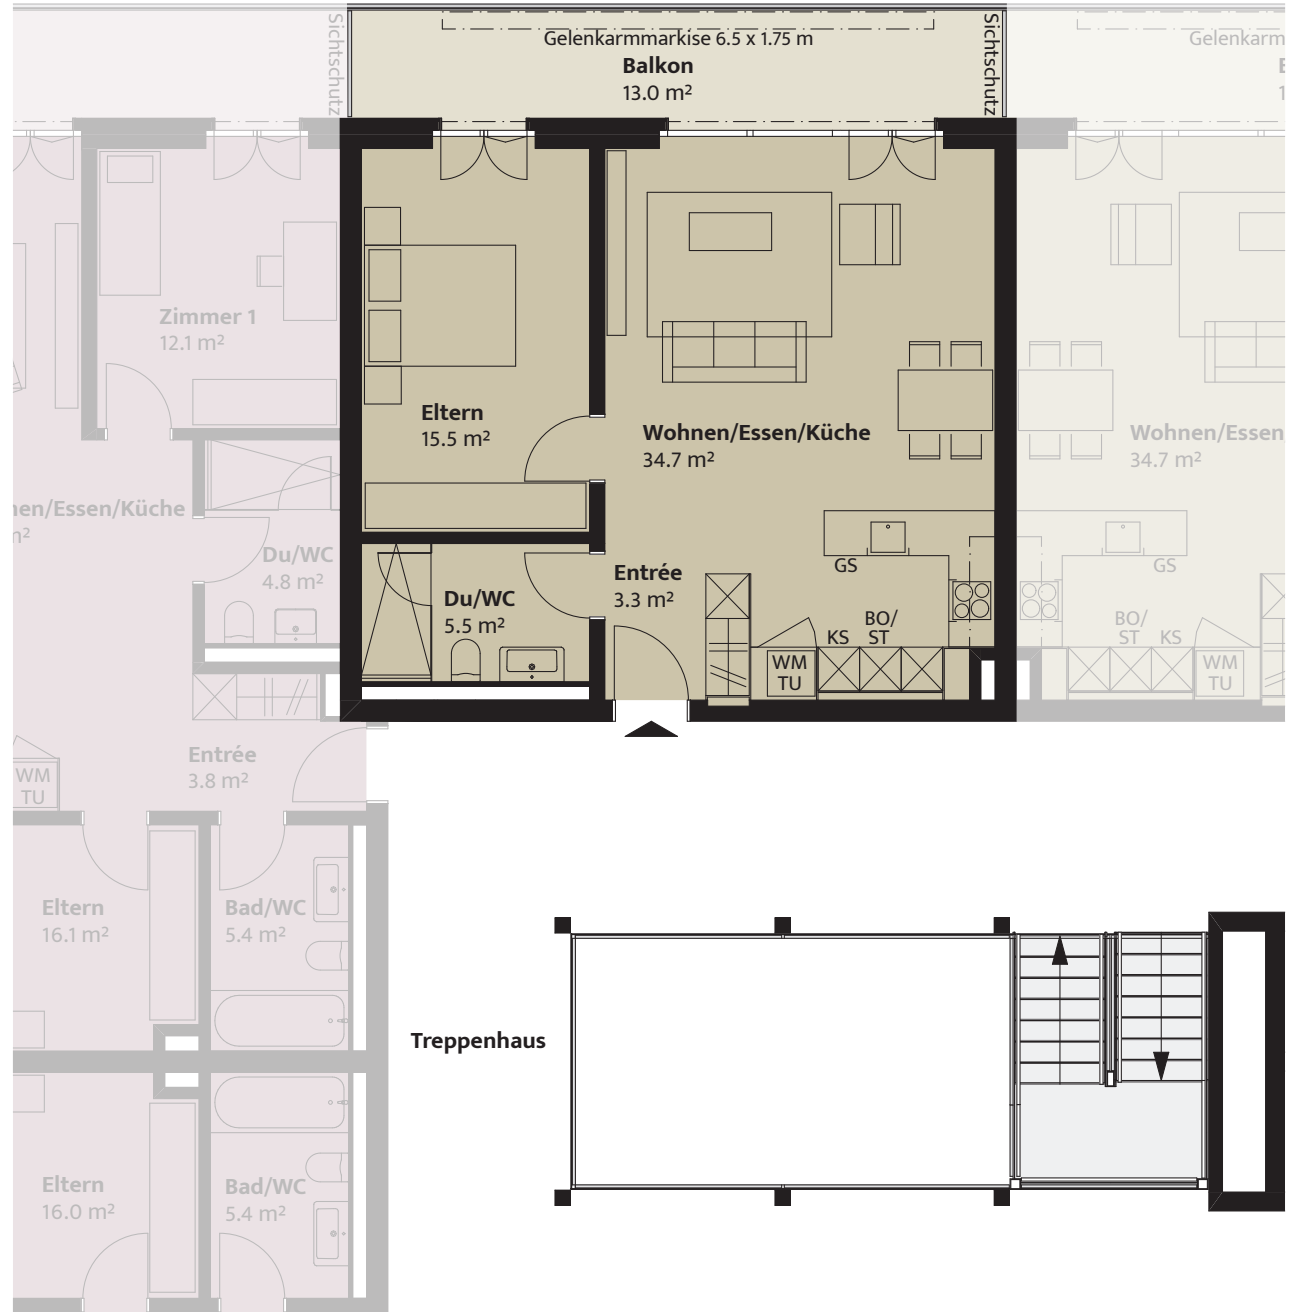 Sichtschutz
Gelenkarmmarkise 6.5 x 1.75 m
Balkon
13.0 m²
Sichtschutz
Gelenkarm
Zimmer 1
12.1 m²
Eltern
15.5 m²
Wohnen/Essen/Küche
34.7 m²
Wohnen/Essen
34.7 m²
en/Essen/Küche
m²
Du/WC
4.8 m²
Du/WC
5.5 m²
Entrée
3.3 m²
GS
KS
BO/
ST
WM
TU
GS
BO/
ST
KS
WM
TU
Entrée
3.8 m²
WM
TU
Eltern
16.1 m²
Bad/WC
5.4 m²
Treppenhaus
Eltern
16.0 m²
Bad/WC
5.4 m²